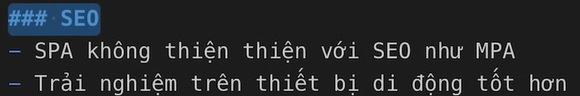 ### SEO
- SPA không thiện thiện với SEO như MPA
- Trải nghiệm trên thiết bị di động tốt hơn